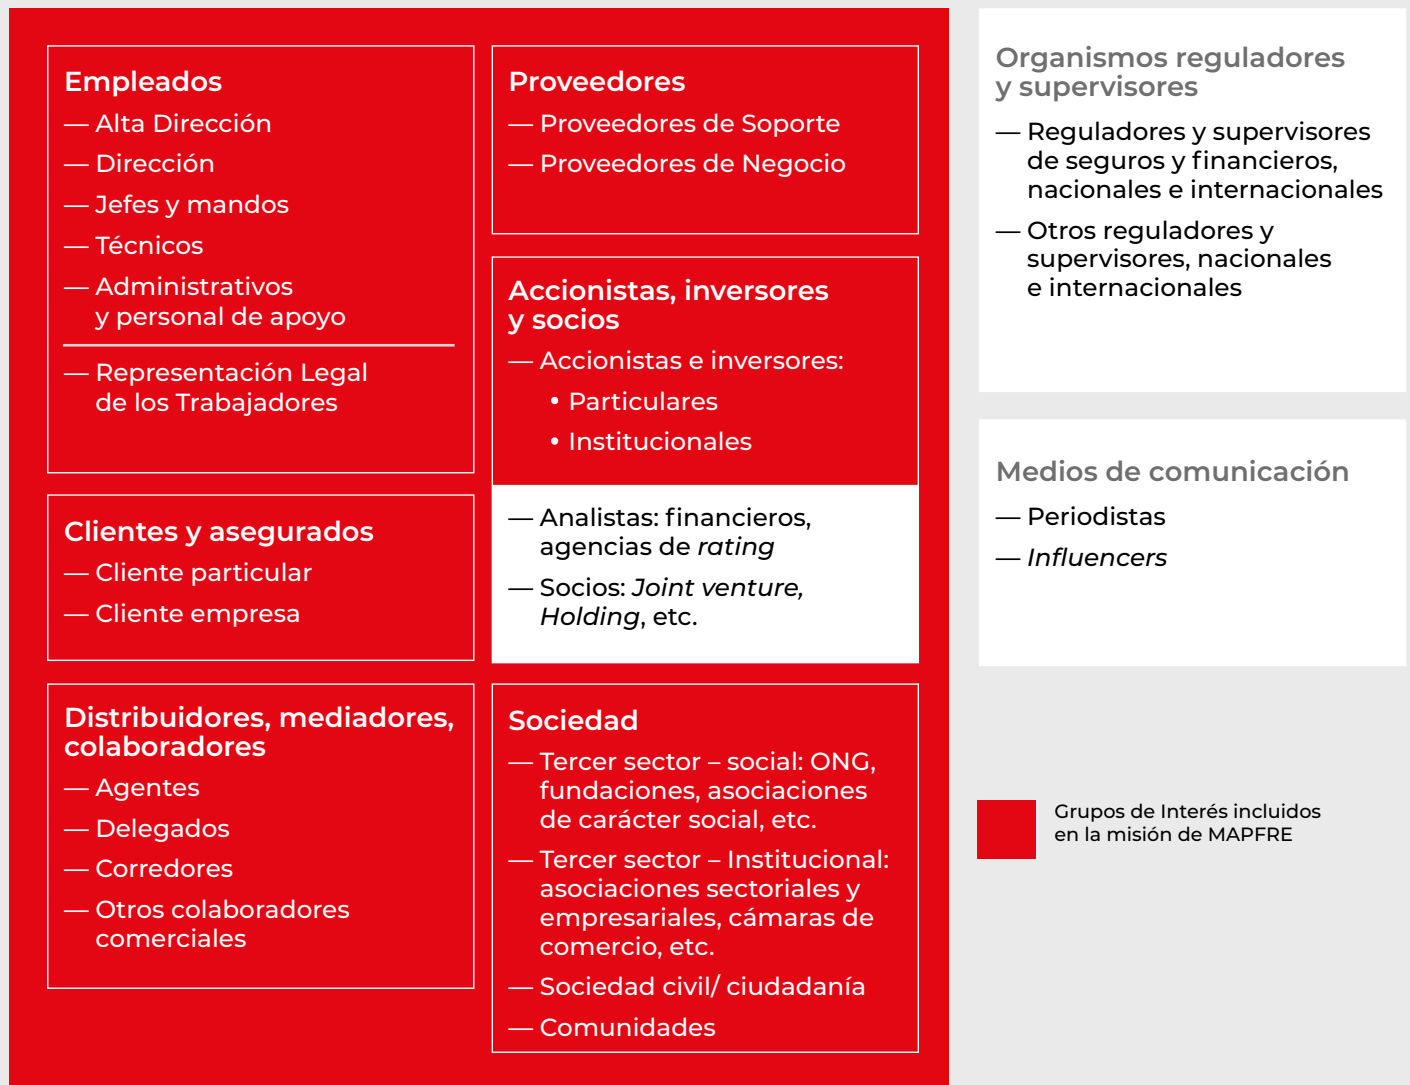 Empleados
— Alta Dirección
— Dirección
— Jefes y mandos
— Técnicos
— Administrativos
y personal de apoyo
— Representación Legal
de los Trabajadores
Clientes y asegurados
— Cliente particular
— Cliente empresa
Distribuidores, mediadores,
colaboradores
— Agentes
— Delegados
— Corredores
— Otros colaboradores
comerciales
Proveedores
— Proveedores de Soporte
— Proveedores de Negocio
Accionistas, inversores
y socios
— Accionistas e inversores:
• Particulares
• Institucionales
— Analistas: financieros,
agencias de rating
— Socios: Joint venture,
Holding, etc.
Sociedad
— Tercer sector – social: ONG,
fundaciones, asociaciones
de carácter social, etc.
— Tercer sector – Institucional:
asociaciones sectoriales y
empresariales, cámaras de
comercio, etc.
— Sociedad civil/ ciudadanía
— Comunidades
Organismos reguladores
y supervisores
— Reguladores y supervisores
de seguros y financieros,
nacionales e internacionales
— Otros reguladores y
supervisores, nacionales
e internacionales
Medios de comunicación
— Periodistas
— Influencers
Grupos de Interés incluidos
en la misión de MAPFRE